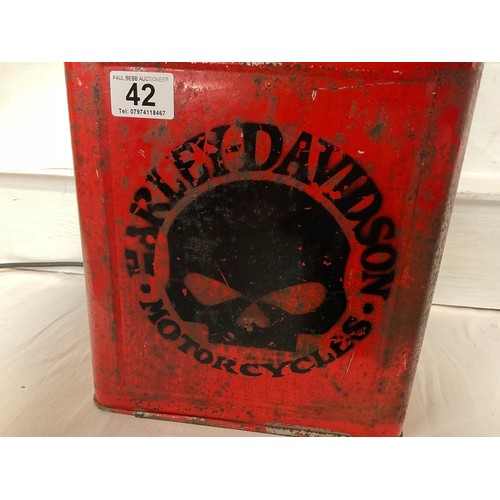 PAUL BEBB AUCTIONEER
42
Tel: 07974118467
HARLEY-DAVIDSON
· MOTORCYCLES ·